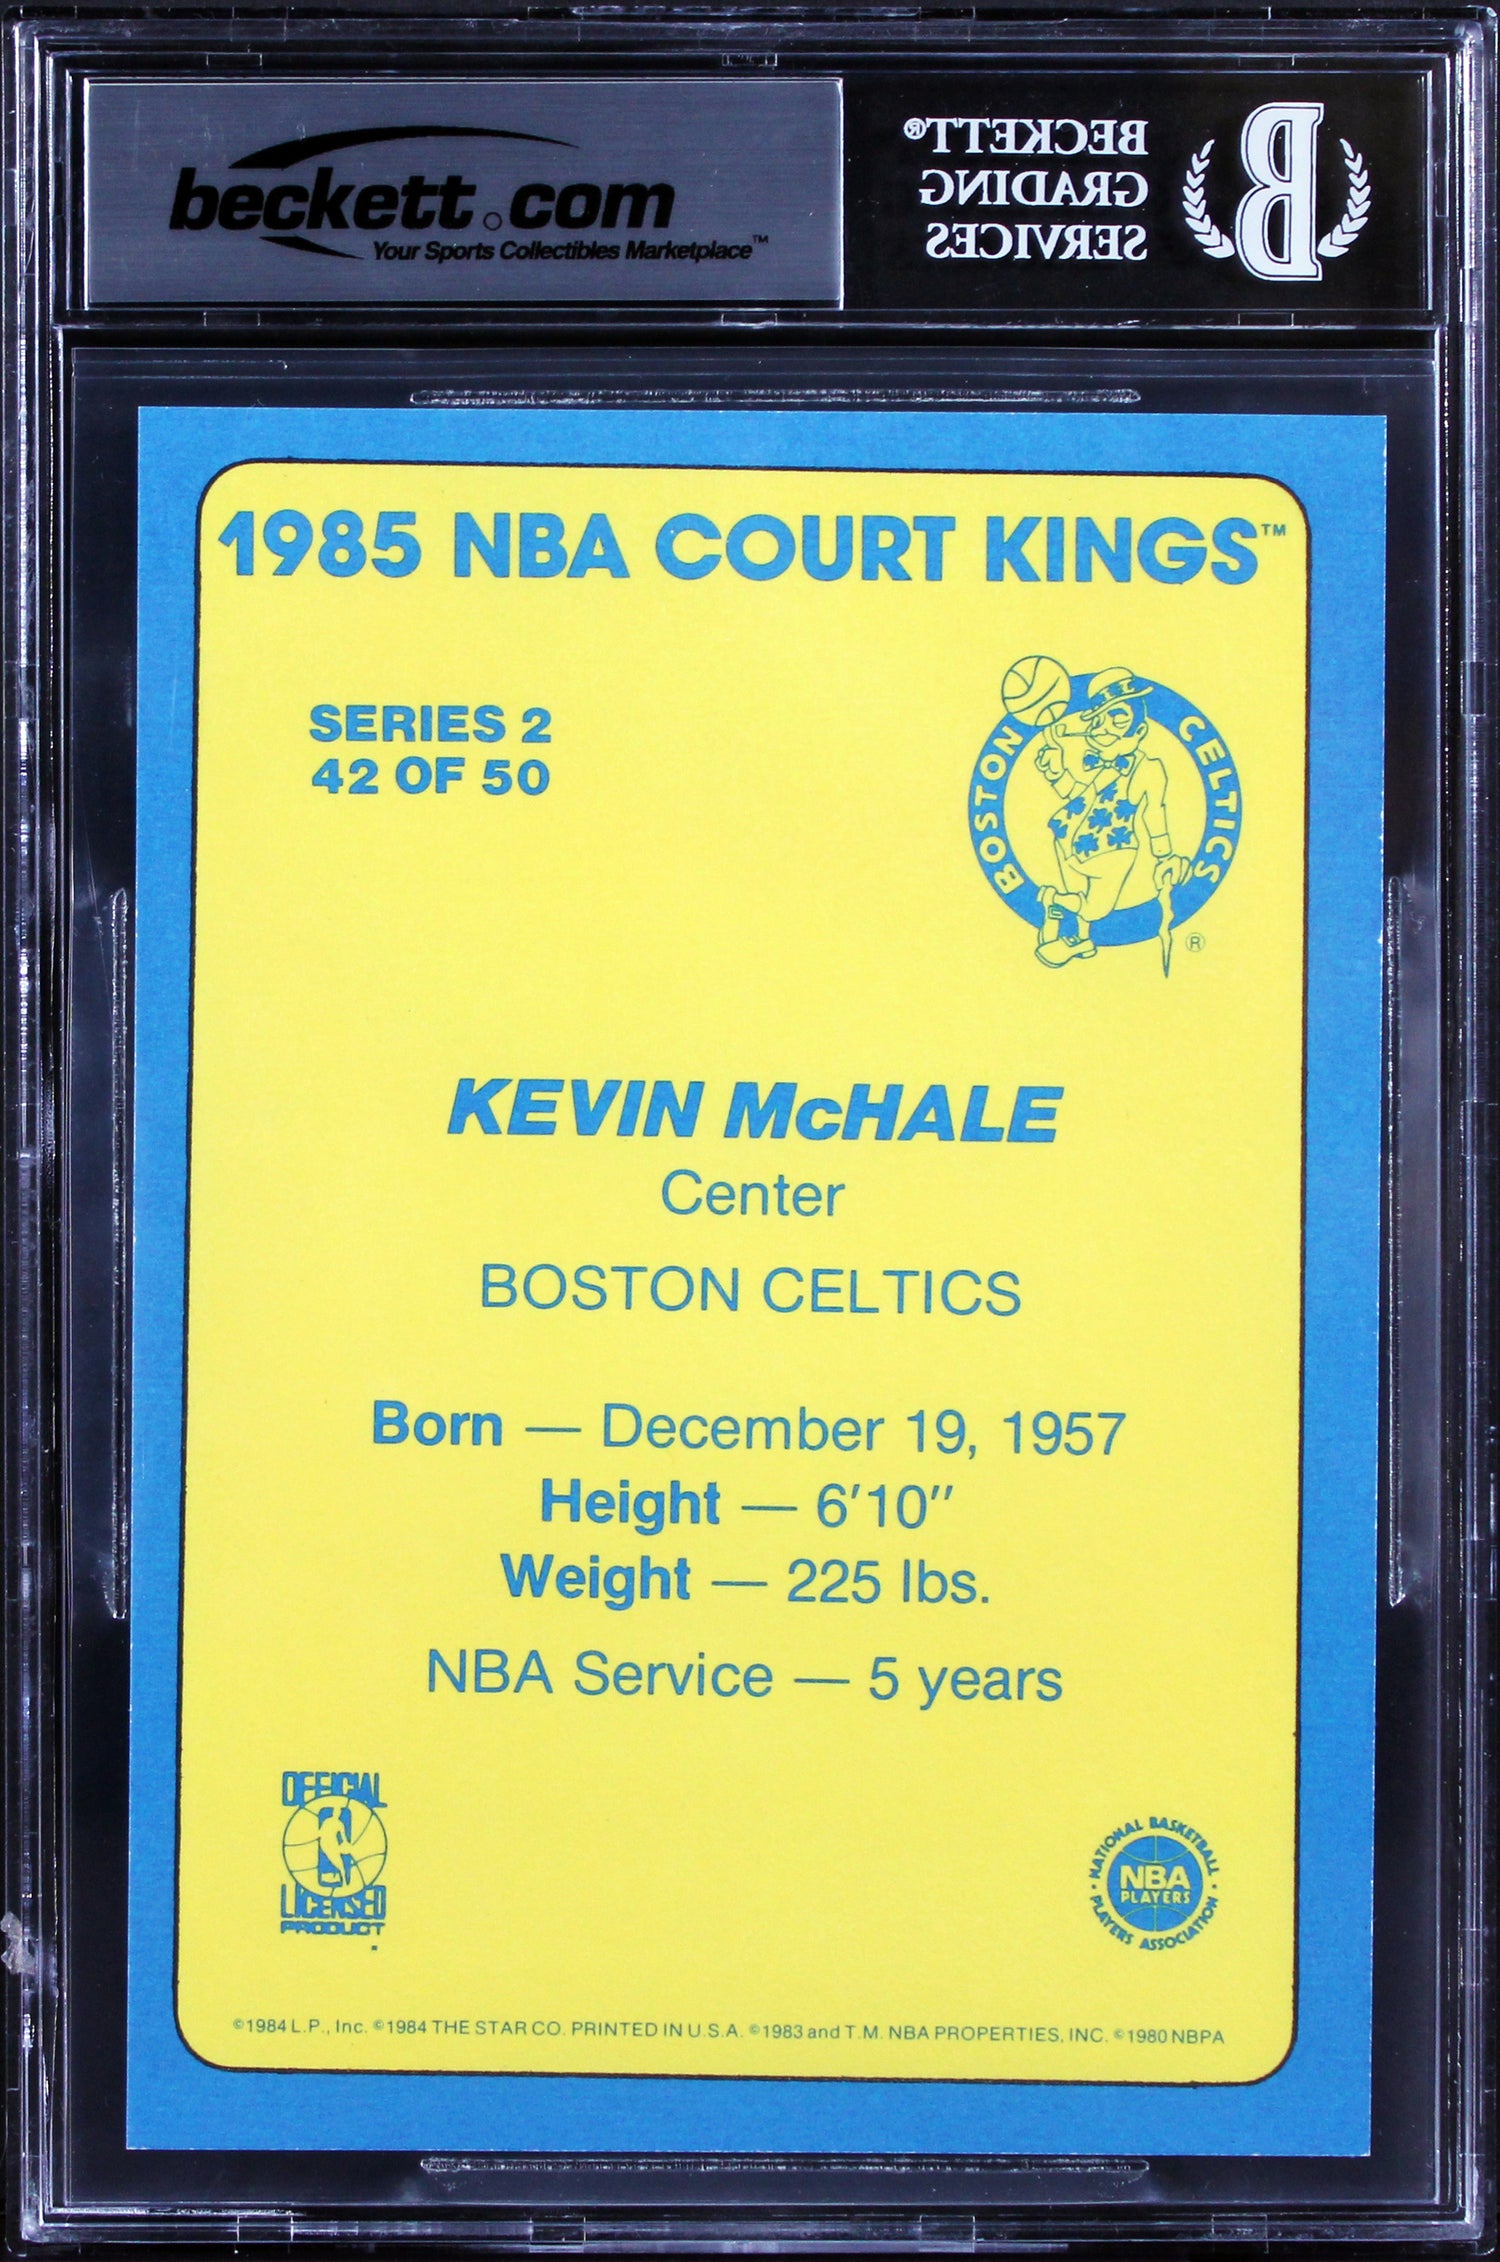 beckett.com
Your Sports Collectibles Marketplace™
BECKETT®
GRADING
SERVICES
B
1985 NBA COURT KINGS™
SERIES 2
42 OF 50
BOSTON CELTICS
®
KEVIN McHALE
Center
BOSTON CELTICS
Born — December 19, 1957
Height — 6'10"
Weight — 225 lbs.
NBA Service — 5 years
OFFICIAL
LICENSED
PRODUCT
NATIONAL BASKETBALL
NBA
PLAYERS
PLAYERS ASSOCIATION
©1984 L.P., Inc. ©1984 THE STAR CO. PRINTED IN U.S.A. ©1983 and T.M. NBA PROPERTIES, INC. ©1980 NBPA